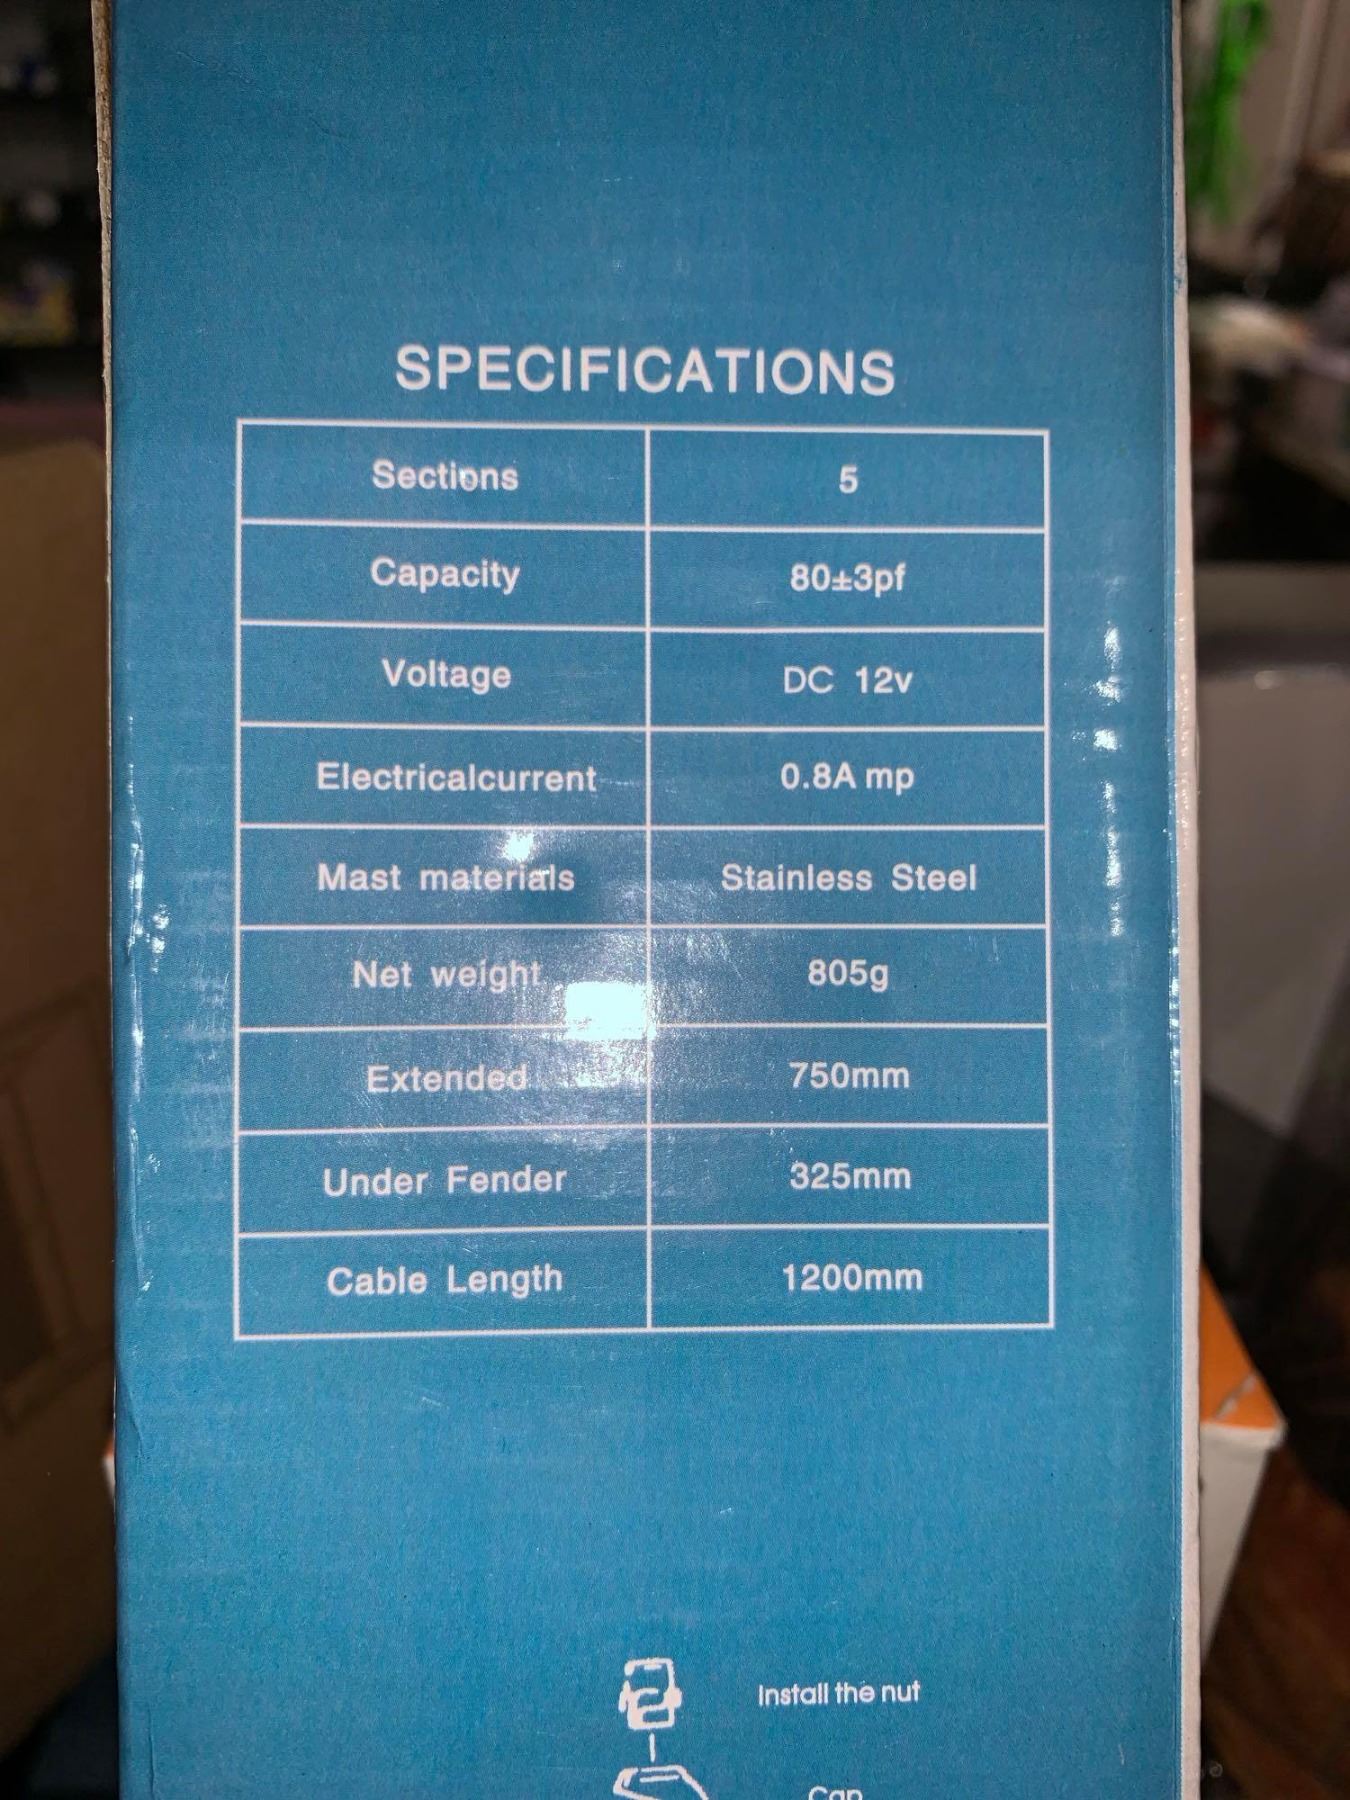 SPECIFICATIONS
Sections 5
Capacity 80±3pf
Voltage DC 12v
Electricalcurrent 0.8A mp
Mast materials Stainless Steel
Net weight 805g
Extended 750mm
Under Fender 325mm
Cable Length 1200mm
Install the nut
Cap